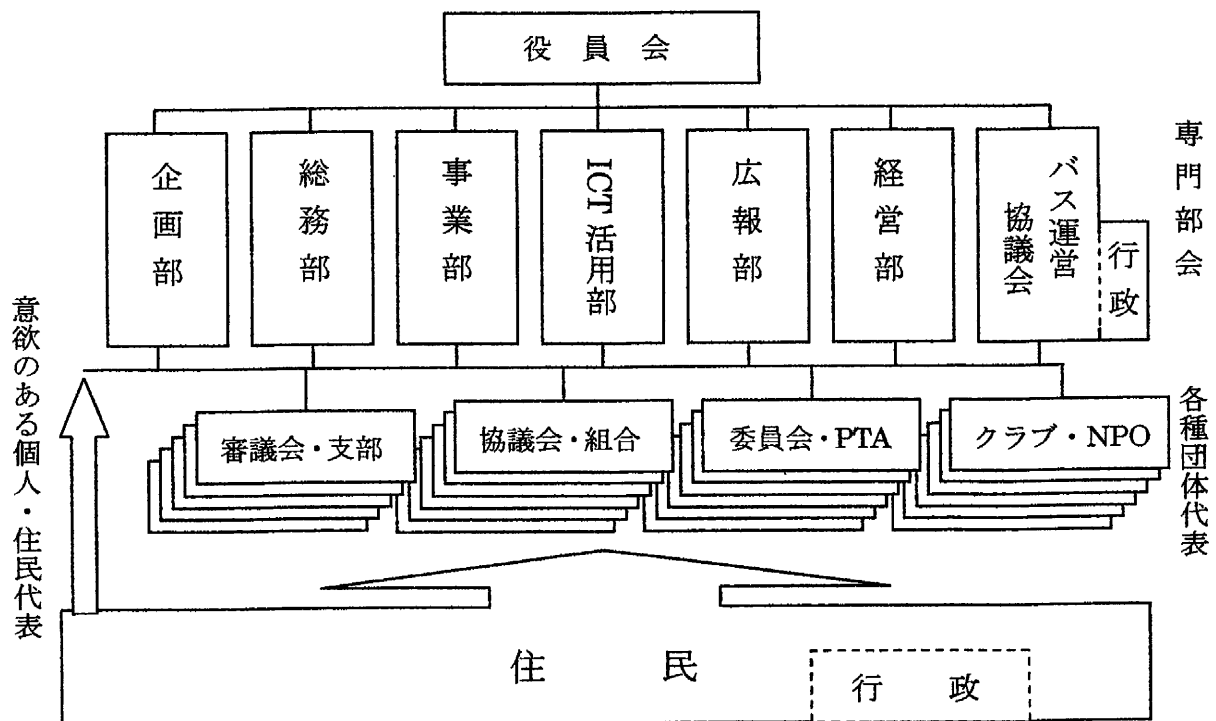 役員会
企画部
総務部
事業部
ICT活用部
広報部
経営部
バス運営
協議会
行政
専門部会
意欲のある個人・住民代表
審議会・支部
協議会・組合
委員会・PTA
クラブ・NPO
各種団体代表
住民
行政